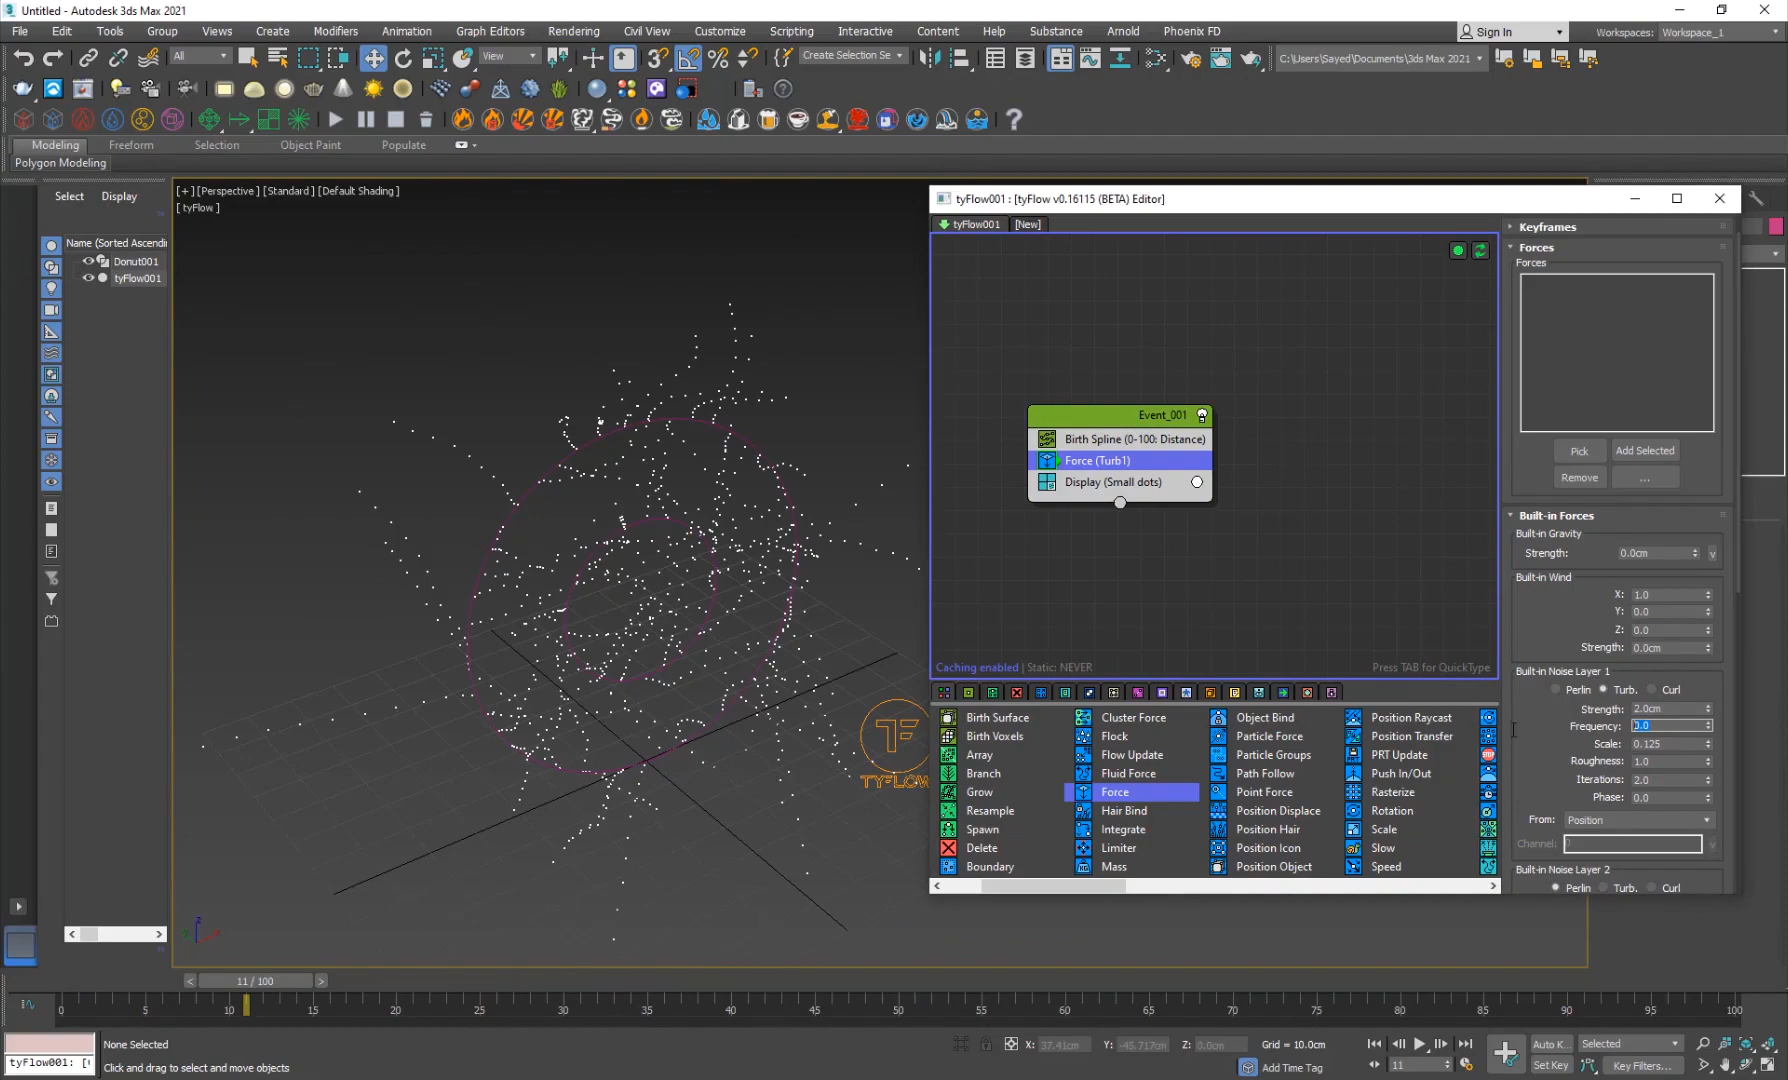 Untitled - Autodesk 3ds Max 2021
File Edit Tools Group Views Create Modifiers Animation Graph Editors Rendering Civil View Customize Scripting Interactive Content Help Substance Arnold Phoenix FD Sign In Workspaces: Workspace_1
All View Create Selection Se C:\Users\Sayed\Documents\3ds Max 2021
Modeling Freeform Selection Object Paint Populate
Polygon Modeling
Select Display
[+] [Perspective] [Standard] [Default Shading]
[ tyFlow ]
Name (Sorted Ascendi
Donut001
tyFlow001
tyFlow001 : [tyFlow v0.16115 (BETA) Editor]
tyFlow001 [New]
Event_001
Birth Spline (0-100: Distance)
Force (Turb1)
Display (Small dots)
Caching enabled | Static: NEVER Press TAB for QuickType
Birth Surface Cluster Force Object Bind Position Raycast
Birth Voxels Flock Particle Force Position Transfer
Array Flow Update Particle Groups PRT Update
Branch Fluid Force Path Follow Push In/Out
Grow Force Point Force Rasterize
Resample Hair Bind Position Displace Rotation
Spawn Integrate Position Hair Scale
Delete Limiter Position Icon Slow
Boundary Mass Position Object Speed
Keyframes
Forces
Forces
Pick Add Selected
Remove ...
Built-in Forces
Built-in Gravity
Strength: 0.0cm v
Built-in Wind
X: 1.0
Y: 0.0
Z: 0.0
Strength: 0.0cm
Built-in Noise Layer 1
Perlin Turb. Curl
Strength: 2.0cm
Frequency: 0.0
Scale: 0.125
Roughness: 1.0
Iterations: 2.0
Phase: 0.0
From: Position
Channel: 0 v
Built-in Noise Layer 2
Perlin Turb. Curl
TF
TYFLOW
z
< 11 / 100 >
0 5 10 15 20 25 30 35 40 45 50 55 60 65 70 75 80 85 90 95 100
None Selected X: 37.41cm Y: -45.717cm Z: 0.0cm Grid = 10.0cm Auto K... Selected
tyFlow001: [ Click and drag to select and move objects Add Time Tag 11 Set Key Key Filters...